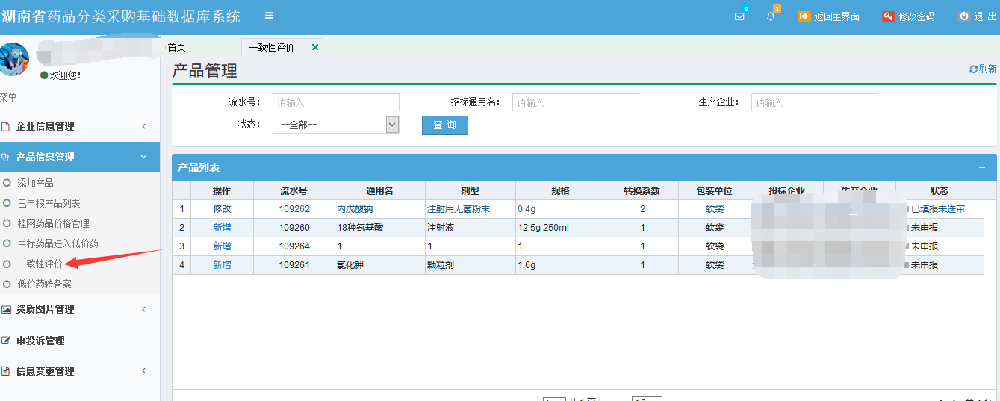 湖南省药品分类采购基础数据库系统
0
1
返回主界面
修改密码
退 出
首页
一致性评价
欢迎您!
菜单
企业信息管理
产品信息管理
添加产品
已申报产品列表
挂网药品价格管理
中标药品进入低价药
一致性评价
低价药转备案
资质图片管理
申投诉管理
信息变更管理
产品管理
刷新
流水号： 请输入... 招标通用名： 请输入... 生产企业： 请输入...
状态： --全部-- 查 询
产品列表
操作 流水号 通用名 剂型 规格 转换系数 包装单位 投标企业 生产企业 状态
1 修改 109262 丙戊酸钠 注射用无菌粉末 0.4g 2 软袋 已填报未送审
2 新增 109260 18种氨基酸 注射液 12.5g 250ml 1 软袋 未申报
3 新增 109264 1 1 1 1 软袋 未申报
4 新增 109261 氯化钾 颗粒剂 1.6g 1 软袋 未申报
共 1 页